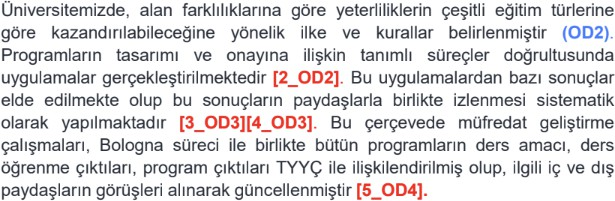 Üniversitemizde, alan farklılıklarına göre yeterliliklerin çeşitli eğitim türlerine
göre kazandırılabileceğine yönelik ilke ve kurallar belirlenmiştir (OD2).
Programların tasarımı ve onayına ilişkin tanımlı süreçler doğrultusunda
uygulamalar gerçekleştirilmektedir [2_OD2]. Bu uygulamalardan bazı sonuçlar
elde edilmekte olup bu sonuçların paydaşlarla birlikte izlenmesi sistematik
olarak yapılmaktadır [3_OD3][4_OD3]. Bu çerçevede müfredat geliştirme
çalışmaları, Bologna süreci ile birlikte bütün programların ders amacı, ders
öğrenme çıktıları, program çıktıları TYYÇ ile ilişkilendirilmiş olup, ilgili iç ve dış
paydaşların görüşleri alınarak güncellenmiştir [5_OD4].